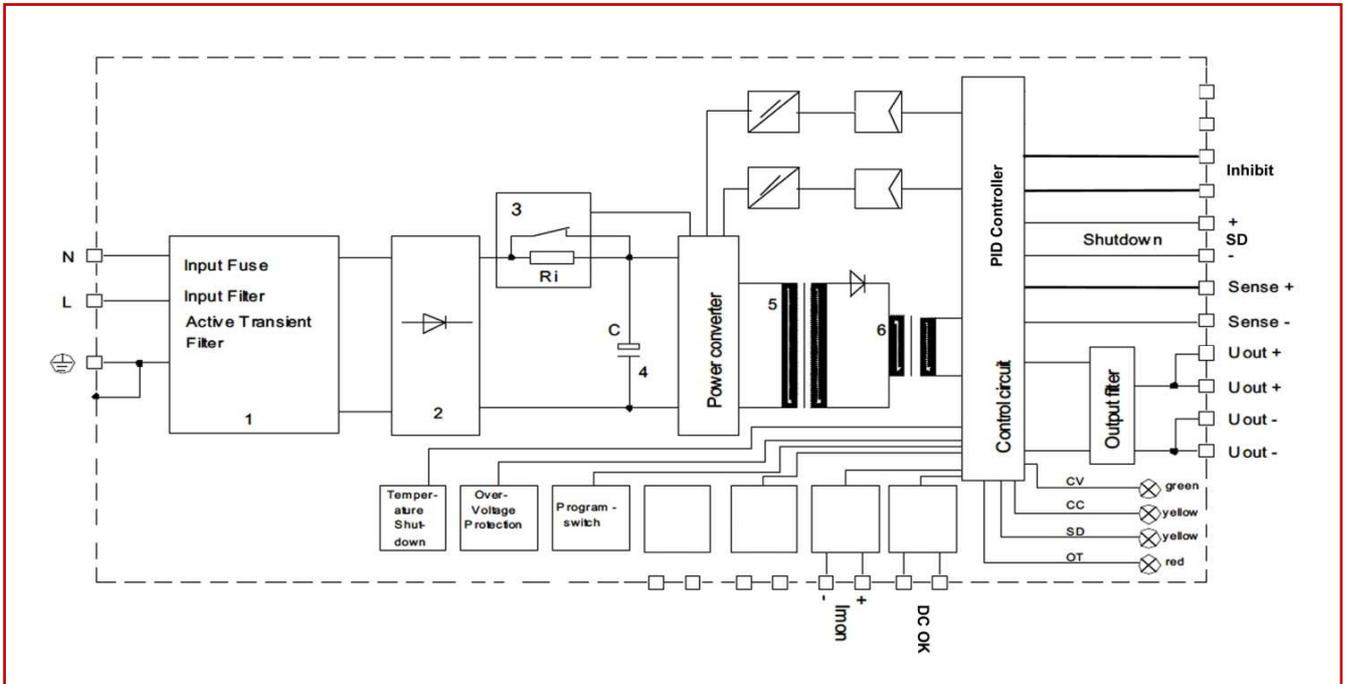 N
L
Input Fuse
Input Filter
Active Transient
Filter
1
2
3
Ri
C
4
Power converter
5
6
PID Controller
Control circuit
Inhibit
+
Shutdown
SD
-
Sense +
Sense -
Uout +
Uout +
Uout -
Uout -
Output filter
CV
green
CC
yellow
SD
yellow
OT
red
Temper-
ature
Shut-
down
Over-
Voltage
Protection
Program -
switch
- +
Imon
DC OK